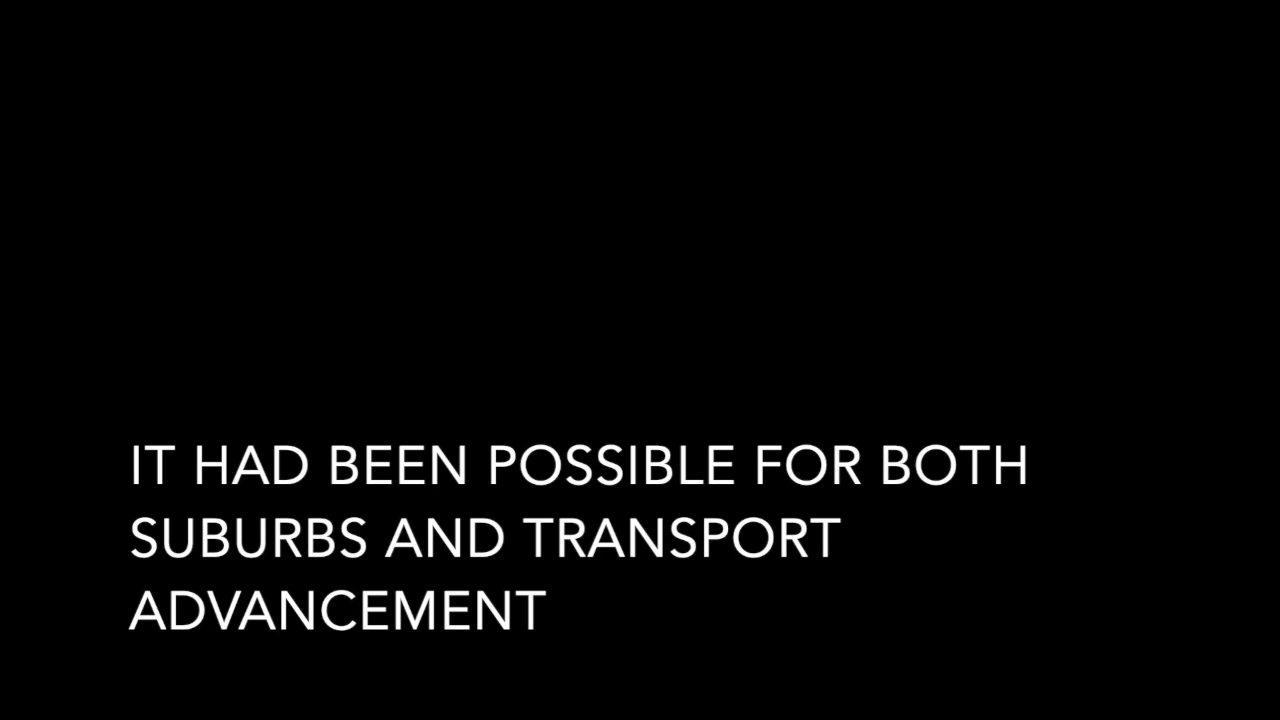 IT HAD BEEN POSSIBLE FOR BOTH
SUBURBS AND TRANSPORT
ADVANCEMENT